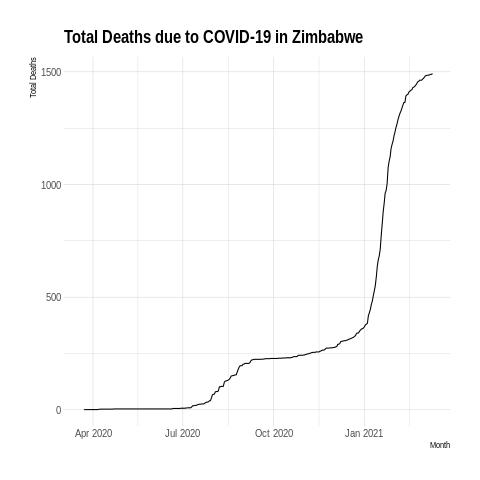 Total Deaths due to COVID-19 in Zimbabwe
Total Deaths
1500
1000
500
0
Apr 2020 Jul 2020 Oct 2020 Jan 2021
Month